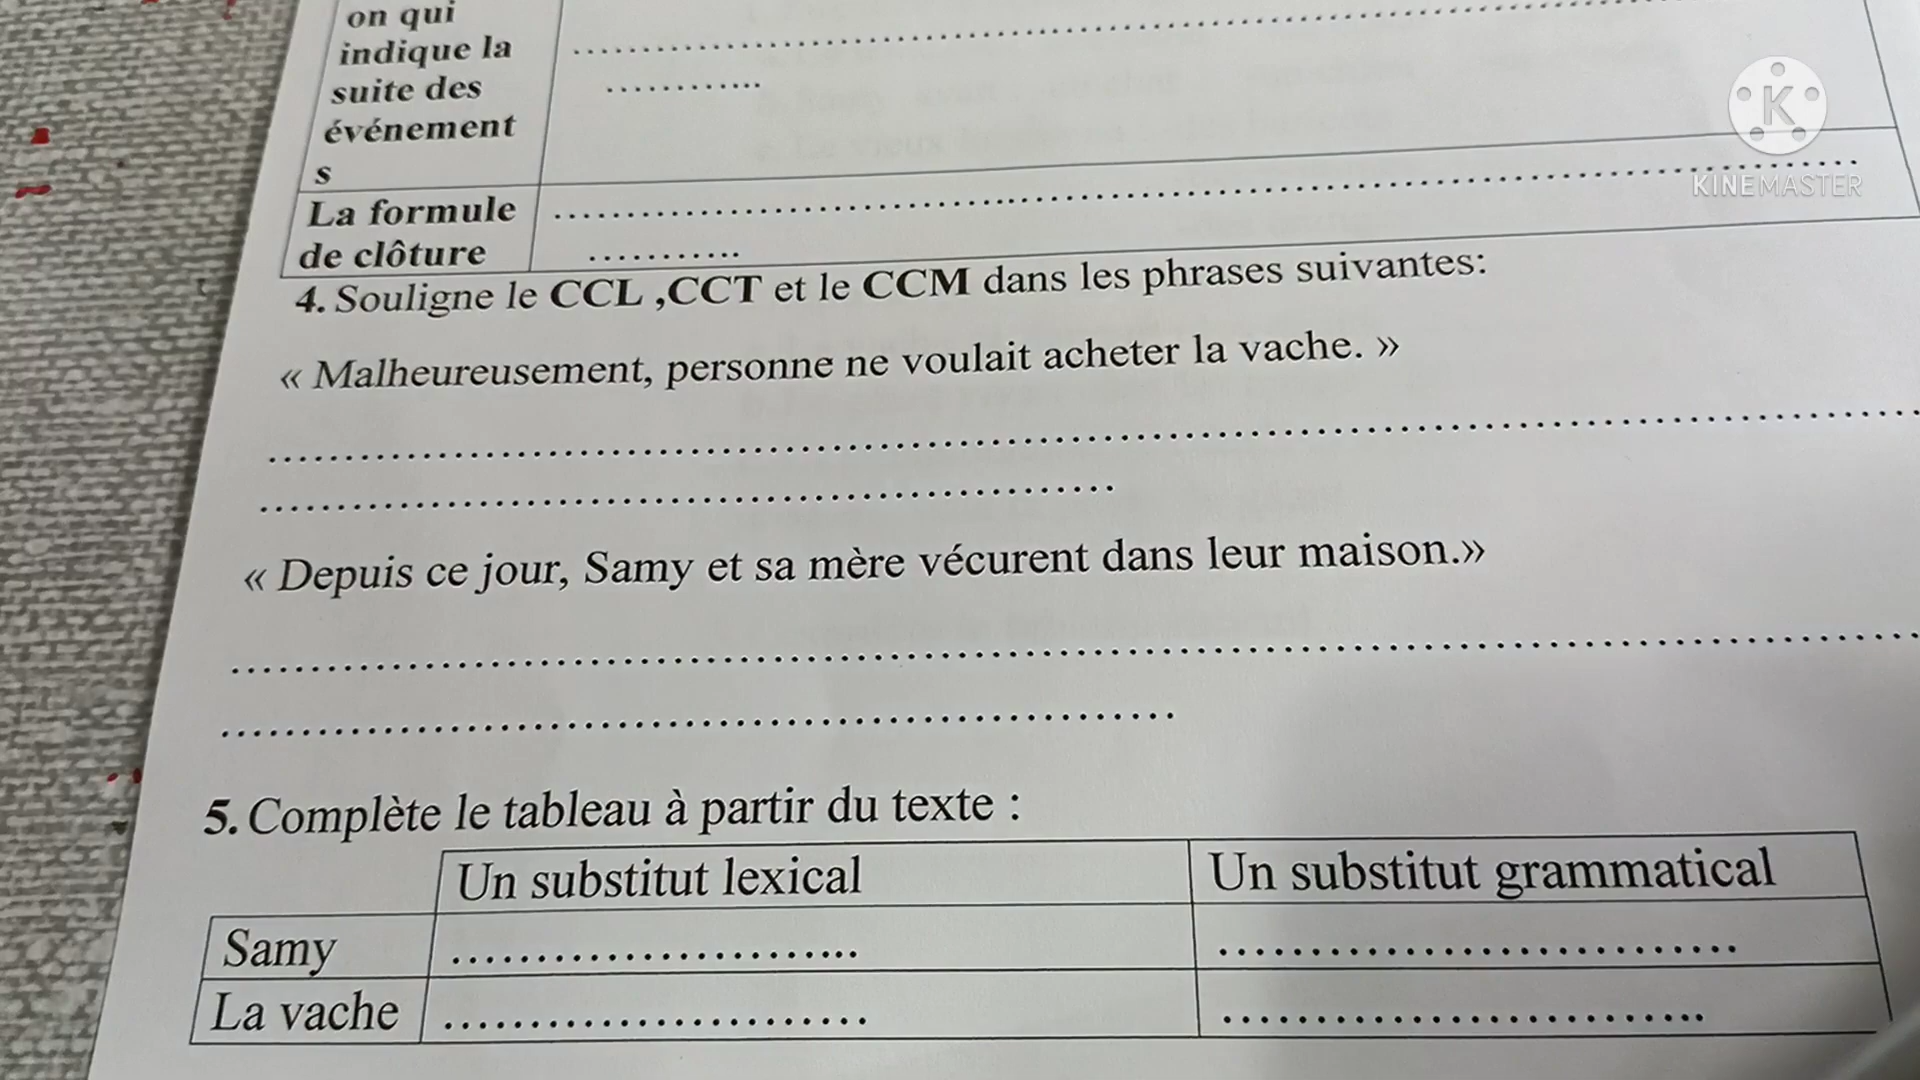 on qui
indique la
suite des
événement
s
............................................................
............
La formule
de clôture
............................................................
...........
4. Souligne le CCL ,CCT et le CCM dans les phrases suivantes:
« Malheureusement, personne ne voulait acheter la vache. »
............................................................
............................................................
« Depuis ce jour, Samy et sa mère vécurent dans leur maison.»
............................................................
............................................................
5. Complète le tableau à partir du texte :
Un substitut lexical Un substitut grammatical
Samy ........................ .............................
La vache ........................ ...........................
KINEMASTER